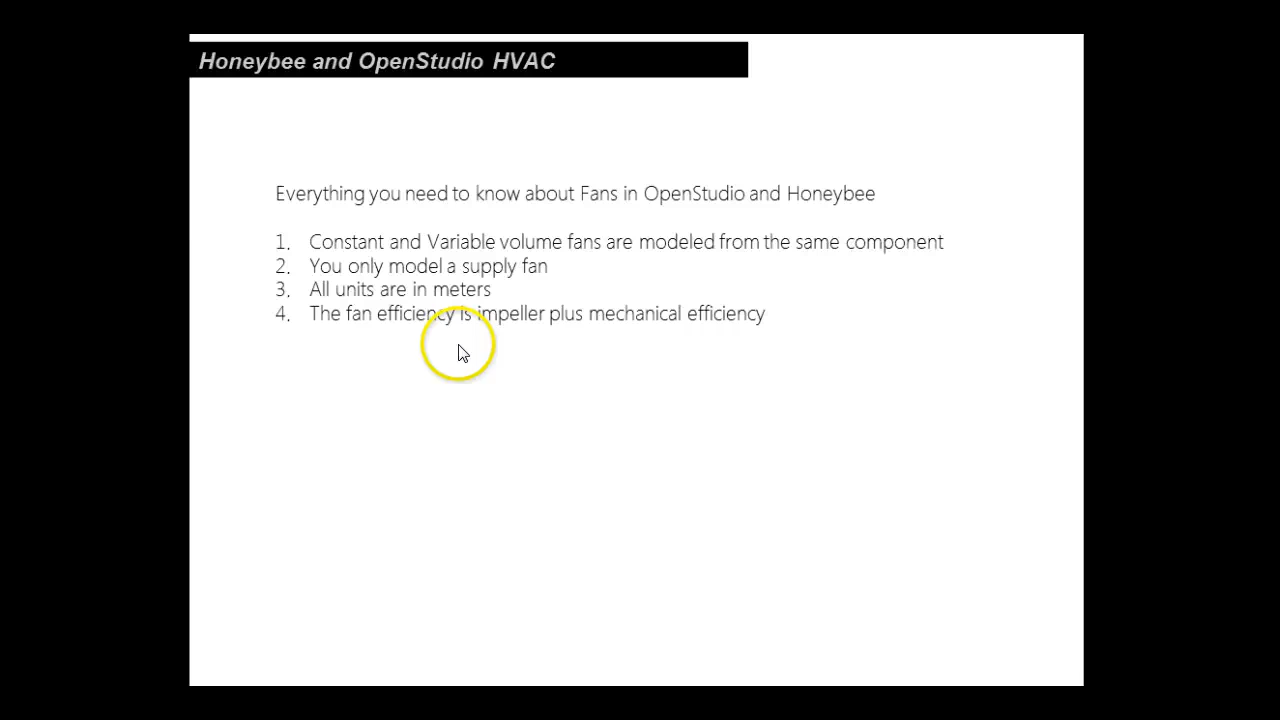 Honeybee and OpenStudio HVAC
Everything you need to know about Fans in OpenStudio and Honeybee
1. Constant and Variable volume fans are modeled from the same component
2. You only model a supply fan
3. All units are in meters
4. The fan efficiency is impeller plus mechanical efficiency